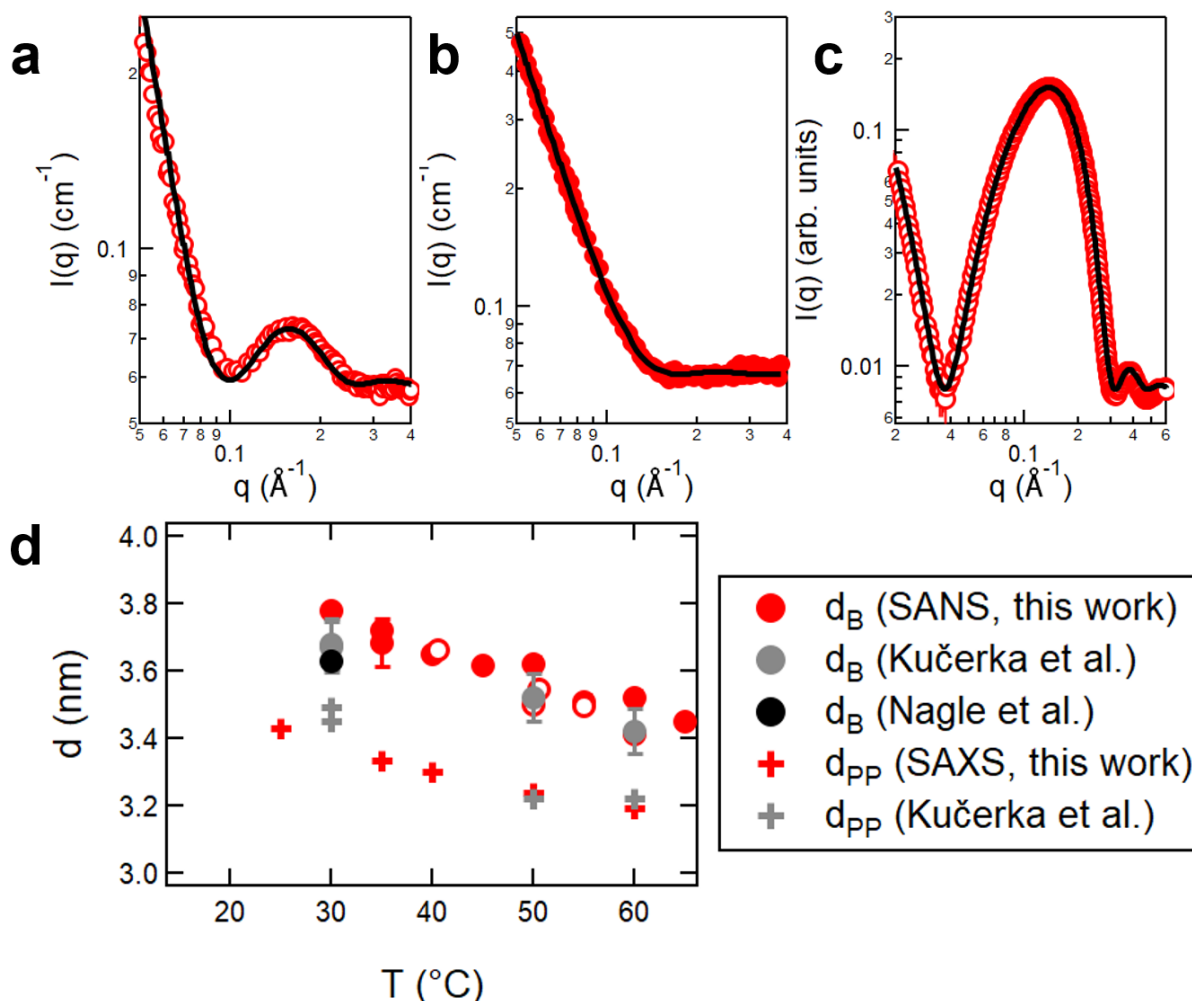 a
b
c
I(q) (cm-1)
2
0.1
9
8
7
6
5
5 6 7 8 9
0.1
2 3 4
q (Å-1)
I(q) (cm-1)
5
4
3
2
0.1
9
8
7
6
5
5 6 7 8 9
0.1
2 3 4
q (Å-1)
I(q) (arb. units)
3
2
0.1
8
6
5
4
3
2
0.01
8
6
2 4 6 8
0.1
2 4 6
q (Å-1)
d
d (nm)
4.0
3.8
3.6
3.4
3.2
3.0
20 30 40 50 60
T (°C)
dB (SANS, this work)
dB (Kučerka et al.)
dB (Nagle et al.)
dPP (SAXS, this work)
dPP (Kučerka et al.)